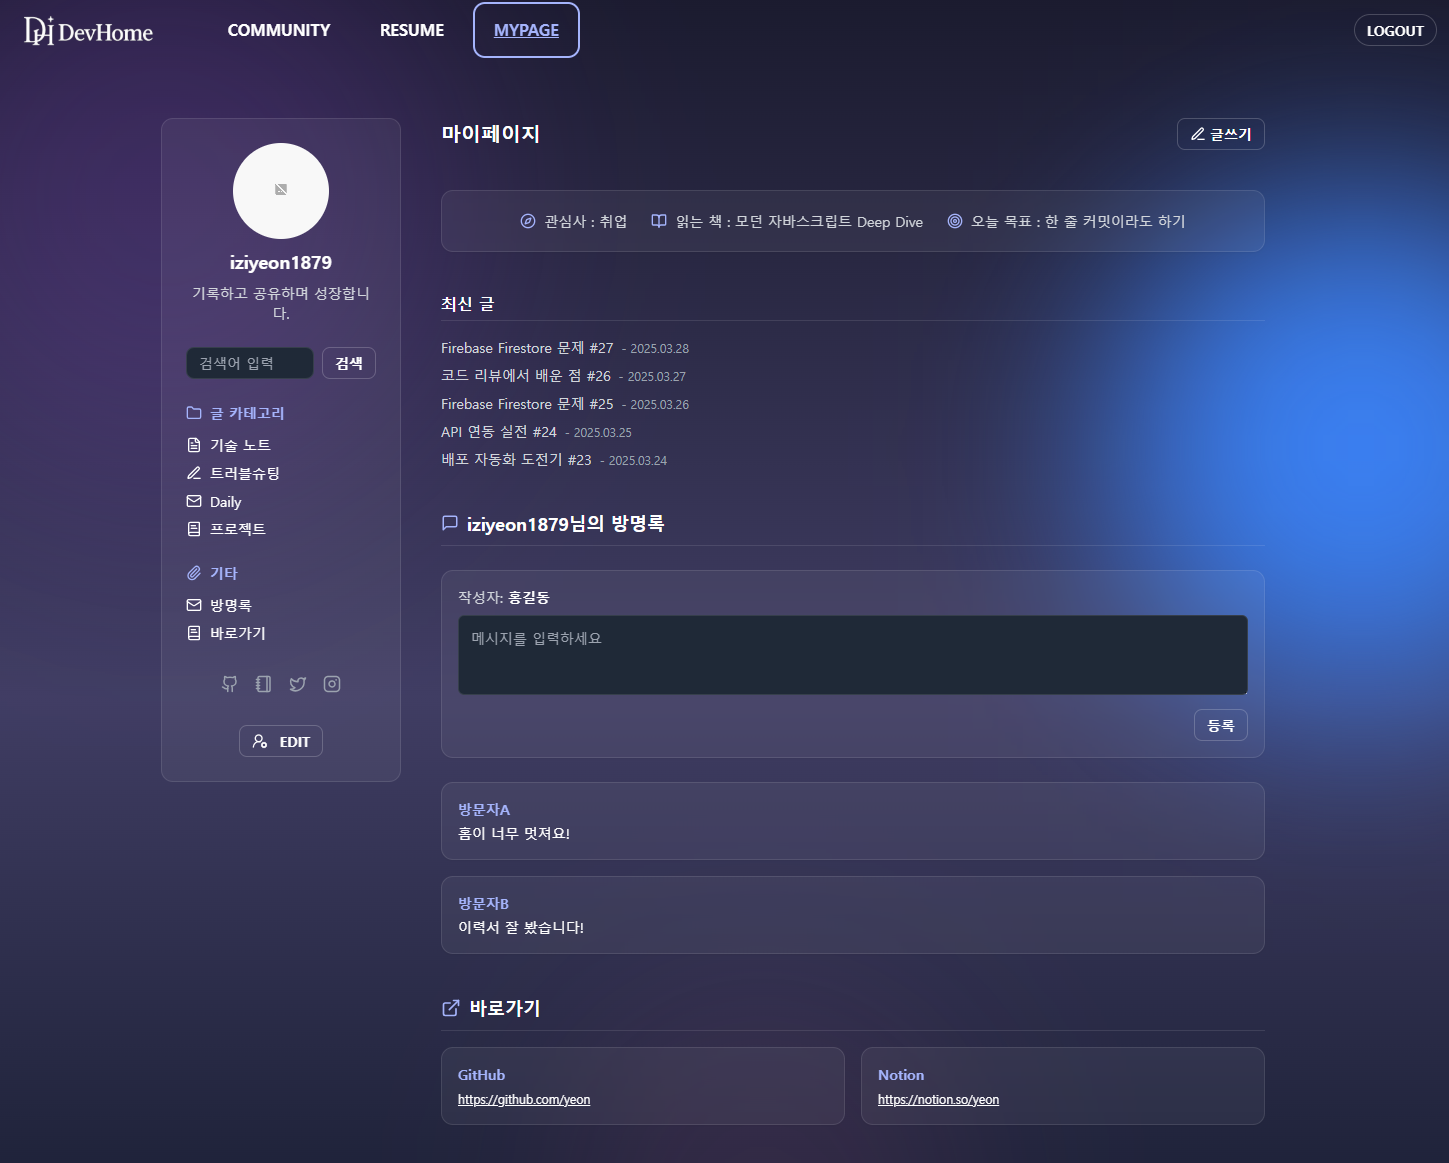 DevHome
COMMUNITY
RESUME
MYPAGE
LOGOUT
iziyeon1879
기록하고 공유하며 성장합니
다.
검색어 입력
검색
글 카테고리
기술 노트
트러블슈팅
Daily
프로젝트
기타
방명록
바로가기
EDIT
마이페이지
글쓰기
관심사 : 취업
읽는 책 : 모던 자바스크립트 Deep Dive
오늘 목표 : 한 줄 커밋이라도 하기
최신 글
Firebase Firestore 문제 #27 - 2025.03.28
코드 리뷰에서 배운 점 #26 - 2025.03.27
Firebase Firestore 문제 #25 - 2025.03.26
API 연동 실전 #24 - 2025.03.25
배포 자동화 도전기 #23 - 2025.03.24
iziyeon1879님의 방명록
작성자: 홍길동
메시지를 입력하세요
등록
방문자A
홈이 너무 멋져요!
방문자B
이력서 잘 봤습니다!
바로가기
GitHub
https://github.com/yeon
Notion
https://notion.so/yeon